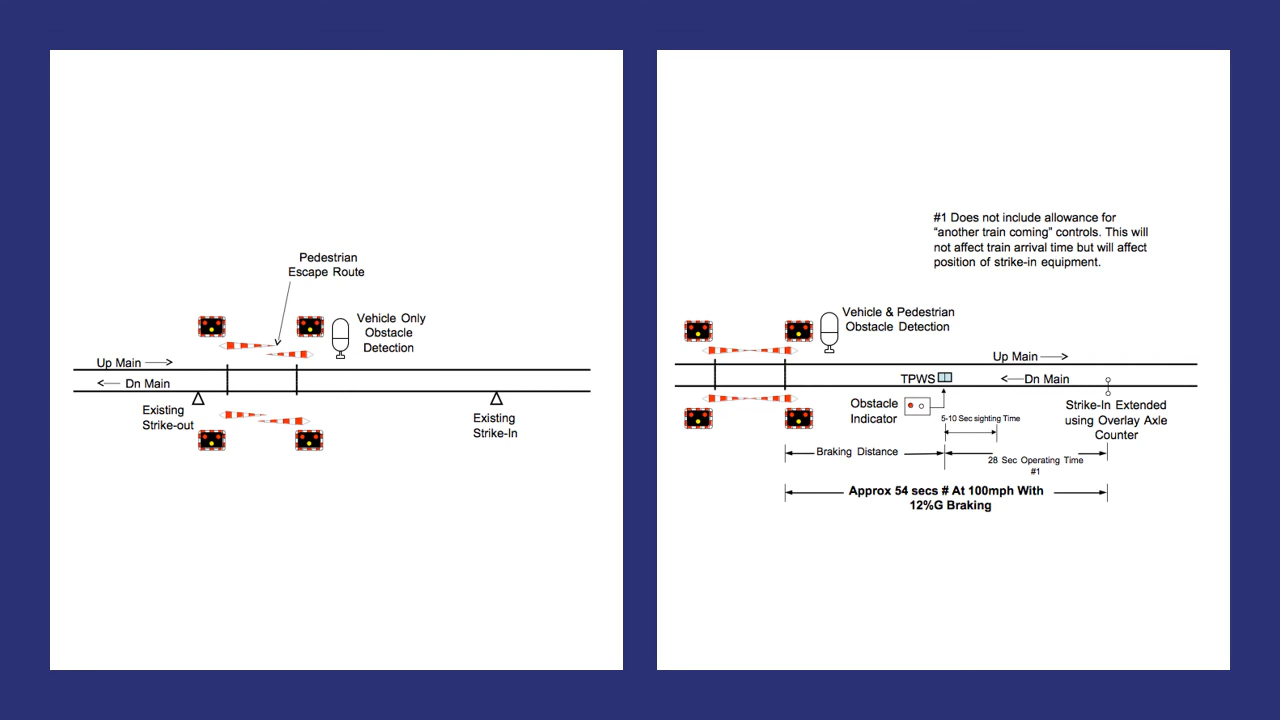 Pedestrian
Escape Route
Vehicle Only
Obstacle
Detection
Up Main
Dn Main
Existing
Strike-out
Existing
Strike-In
#1 Does not include allowance for
“another train coming” controls. This will
not affect train arrival time but will affect
position of strike-in equipment.
Vehicle & Pedestrian
Obstacle Detection
Up Main
TPWS
Dn Main
Obstacle
Indicator
5-10 Sec sighting Time
Strike-In Extended
using Overlay Axle
Counter
Braking Distance
28 Sec Operating Time
#1
Approx 54 secs # At 100mph With
12%G Braking